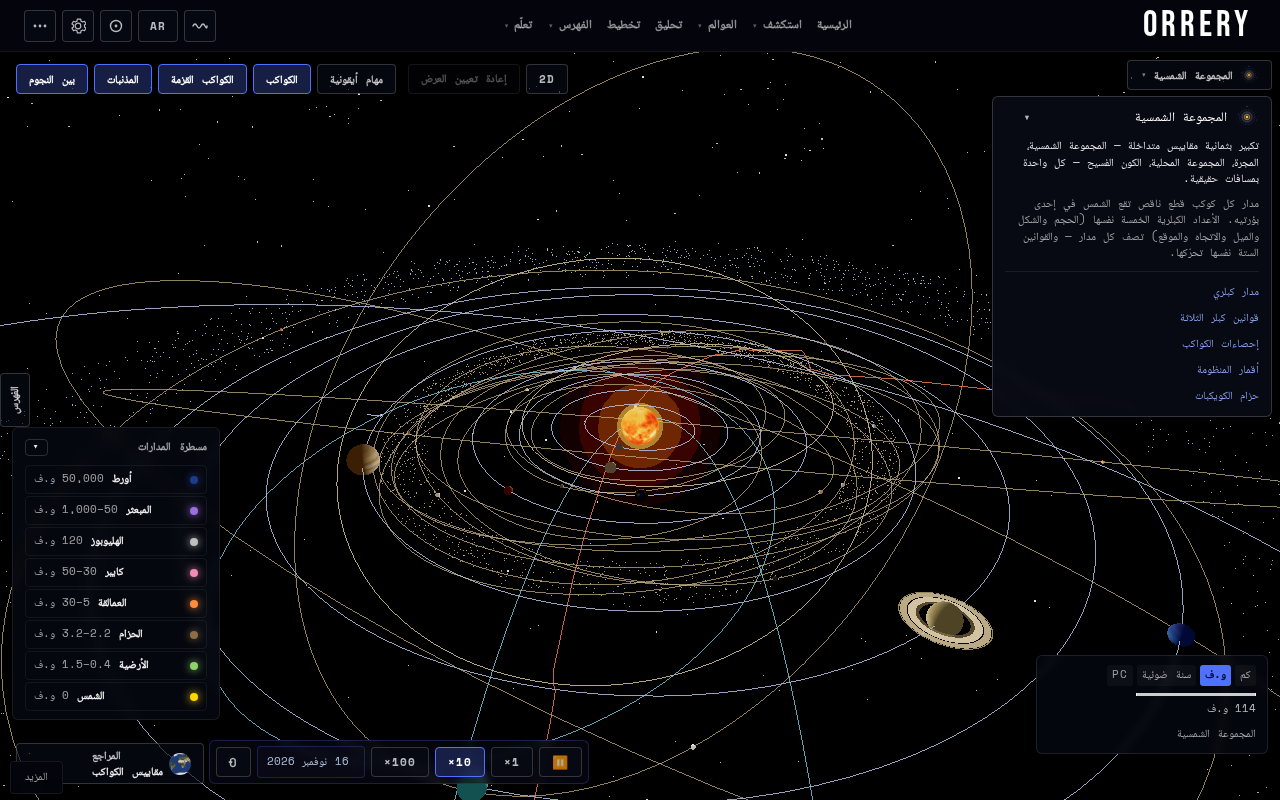 ORRERY
الرئيسية
استكشف
العوالم
تحليق
تخطيط
الفهرس
تعلّم
AR
المجموعة الشمسية
2D
إعادة تعيين العرض
مهام أيقونية
الكواكب
الكواكب القزمة
المذنبات
بين النجوم
المجموعة الشمسية
تكبير بثمانية مقاييس متداخلة — المجموعة الشمسية،
المجرة، المجموعة المحلية، الكون الفسيح — كل واحدة
بمسافات حقيقية.
مدار كل كوكب قطع ناقص تقع الشمس في إحدى
بؤرتيه. الأعداد الكبلرية الخمسة نفسها (الحجم والشكل
والميل والاتجاه والموقع) تصف كل مدار — والقوانين
الستة نفسها تحرّكها.
مدار كبلري
قوانين كبلر الثلاثة
إحصاءات الكواكب
أقمار المنظومة
حزام الكويكبات
الفهرس
مسطرة المدارات
أورط 50,000 و.ف
المبعثر 50–1,000 و.ف
الهليوبوز 120 و.ف
كايبر 30–50 و.ف
العمالقة 5–30 و.ف
الحزام 2.2–3.2 و.ف
الأرضية 0.4–1.5 و.ف
الشمس 0 و.ف
كم
و.ف
سنة ضوئية
PC
114 و.ف
المجموعة الشمسية
×1
×10
×100
16 نوفمبر 2026
المراجع
مقاييس الكواكب
المزيد